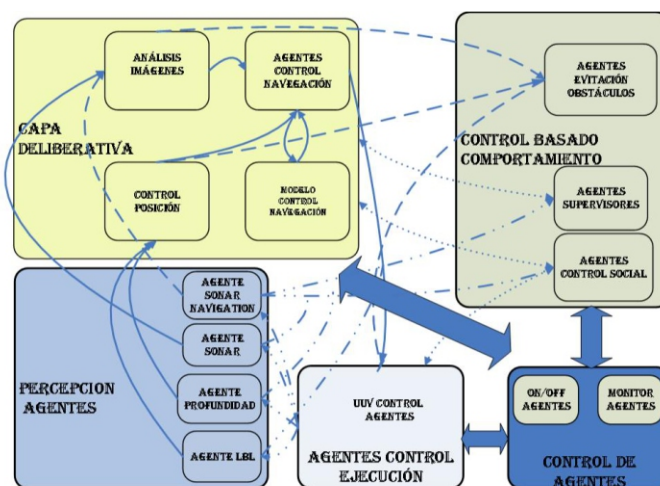 ANÁLISIS
IMÁGENES
AGENTES
CONTROL
NAVEGACIÓN
CAPA
DELIBERATIVA
CONTROL
POSICIÓN
MODELO
CONTROL
NAVEGACIÓN
AGENTES
EVITACIÓN
OBSTÁCULOS
CONTROL BASADO
COMPORTAMIENTO
AGENTES
SUPERVISORES
AGENTES
CONTROL SOCIAL
AGENTE
SONAR
NAVIGATION
AGENTE
SONAR
PERCEPCION
AGENTES
AGENTE
PROFUNDIDAD
AGENTE LBL
UUV CONTROL
AGENTES
AGENTES CONTROL
EJECUCIÓN
ON/OFF
AGENTES
MONITOR
AGENTES
CONTROL DE
AGENTES